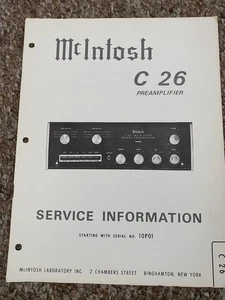 McIntosh
C 26
PREAMPLIFIER
SERVICE INFORMATION
STARTING WITH SERIAL NO. 10P01
McINTOSH LABORATORY INC. 2 CHAMBERS STREET BINGHAMTON, NEW YORK
C 26